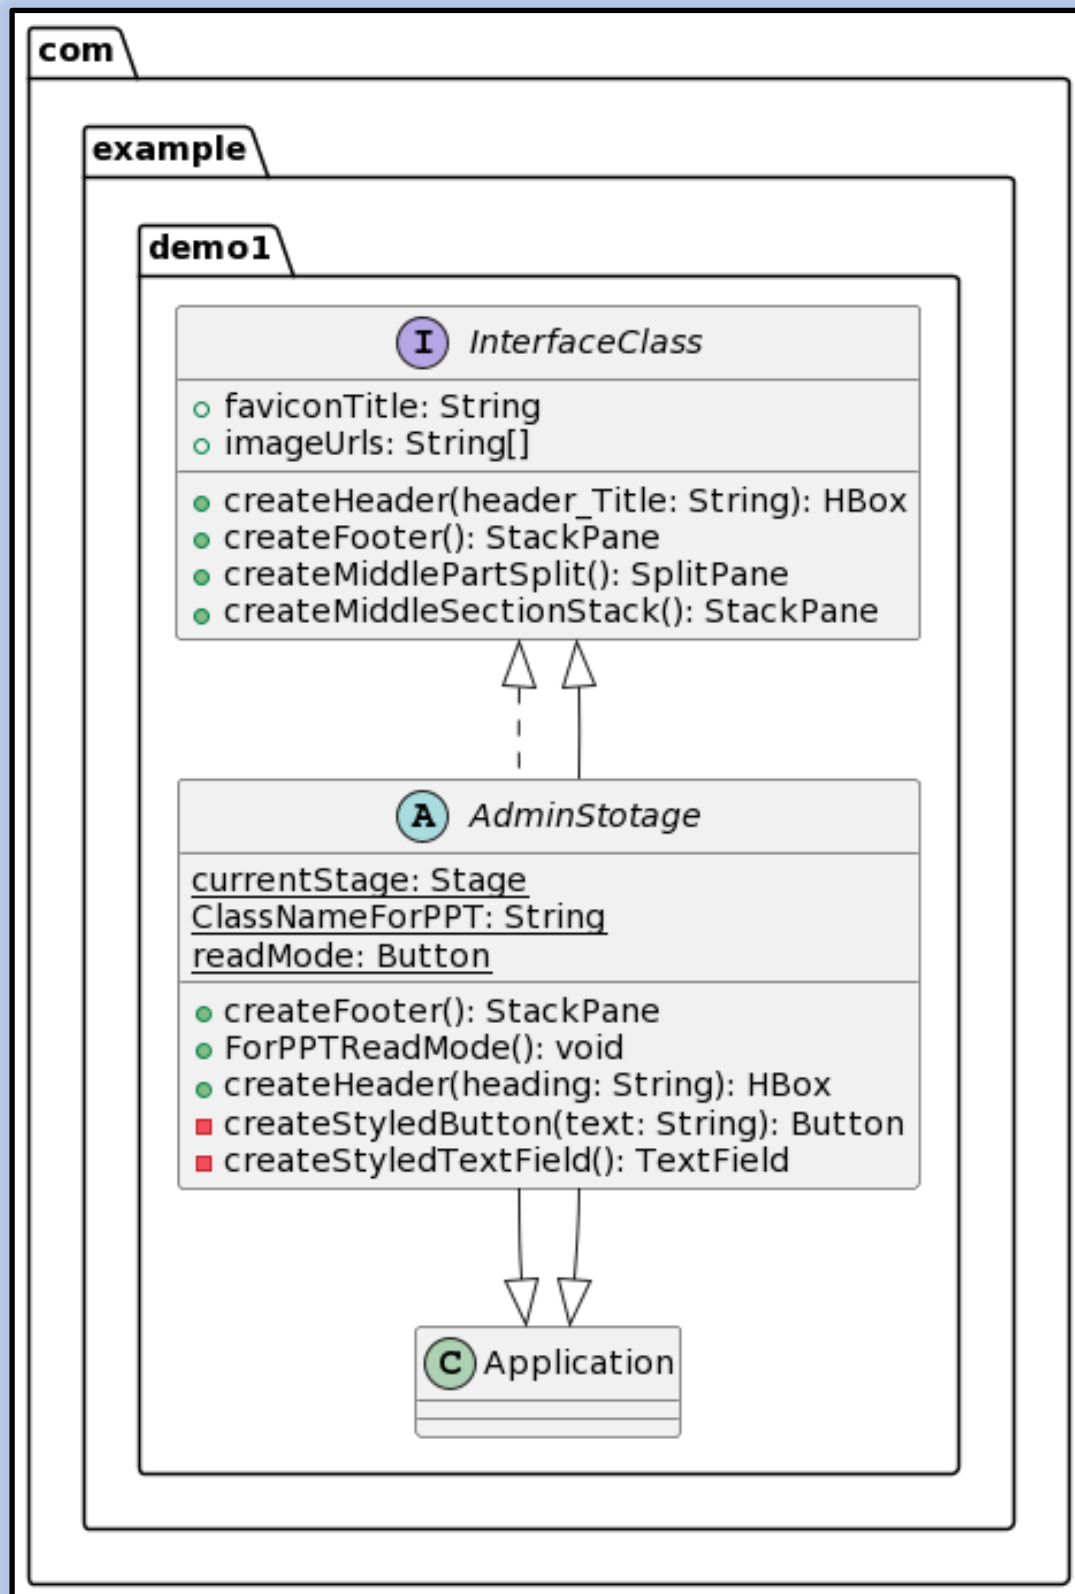 com
example
demo1
I InterfaceClass
faviconTitle: String
imageUrls: String[]
createHeader(header_Title: String): HBox
createFooter(): StackPane
createMiddlePartSplit(): SplitPane
createMiddleSectionStack(): StackPane
A AdminStotage
currentStage: Stage
ClassNameForPPT: String
readMode: Button
createFooter(): StackPane
ForPPTReadMode(): void
createHeader(heading: String): HBox
createStyledButton(text: String): Button
createStyledTextField(): TextField
C Application